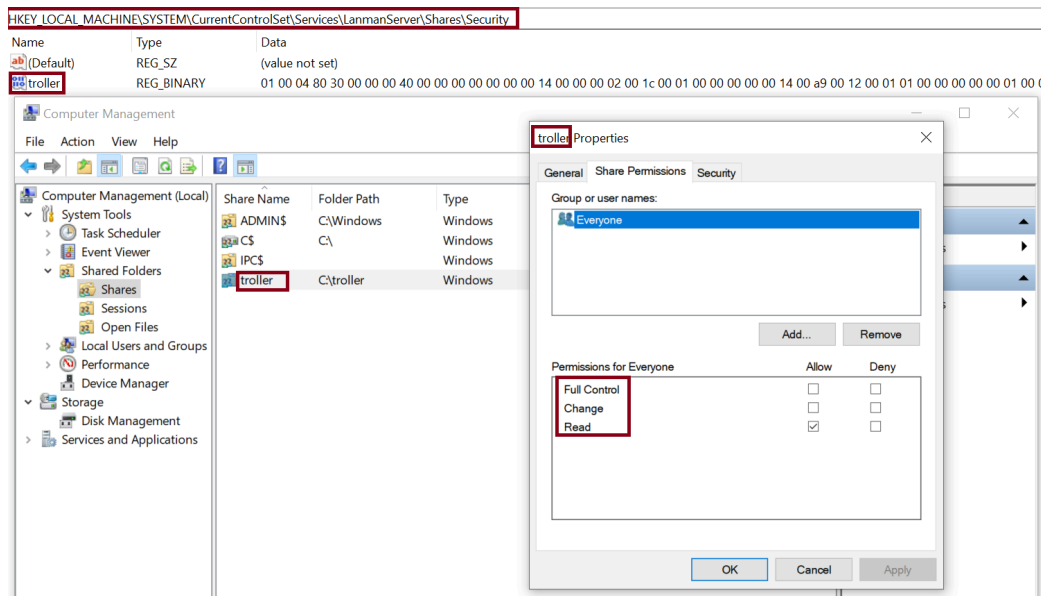 HKEY_LOCAL_MACHINE\SYSTEM\CurrentControlSet\Services\LanmanServer\Shares\Security
Name Type Data
(Default) REG_SZ (value not set)
troller REG_BINARY 01 00 04 80 30 00 00 00 40 00 00 00 00 00 00 00 14 00 00 00 02 00 1c 00 01 00 00 00 00 00 14 00 a9 00 12 00 01 01 00 00 00 00 00 01 00
Computer Management
File Action View Help
Computer Management (Local)
System Tools
Task Scheduler
Event Viewer
Shared Folders
Shares
Sessions
Open Files
Local Users and Groups
Performance
Device Manager
Storage
Disk Management
Services and Applications
Share Name Folder Path Type
ADMIN$ C:\Windows Windows
C$ C:\ Windows
IPC$ Windows
troller C:\troller Windows
troller Properties
General Share Permissions Security
Group or user names:
Everyone
Add... Remove
Permissions for Everyone Allow Deny
Full Control
Change
Read
OK Cancel Apply